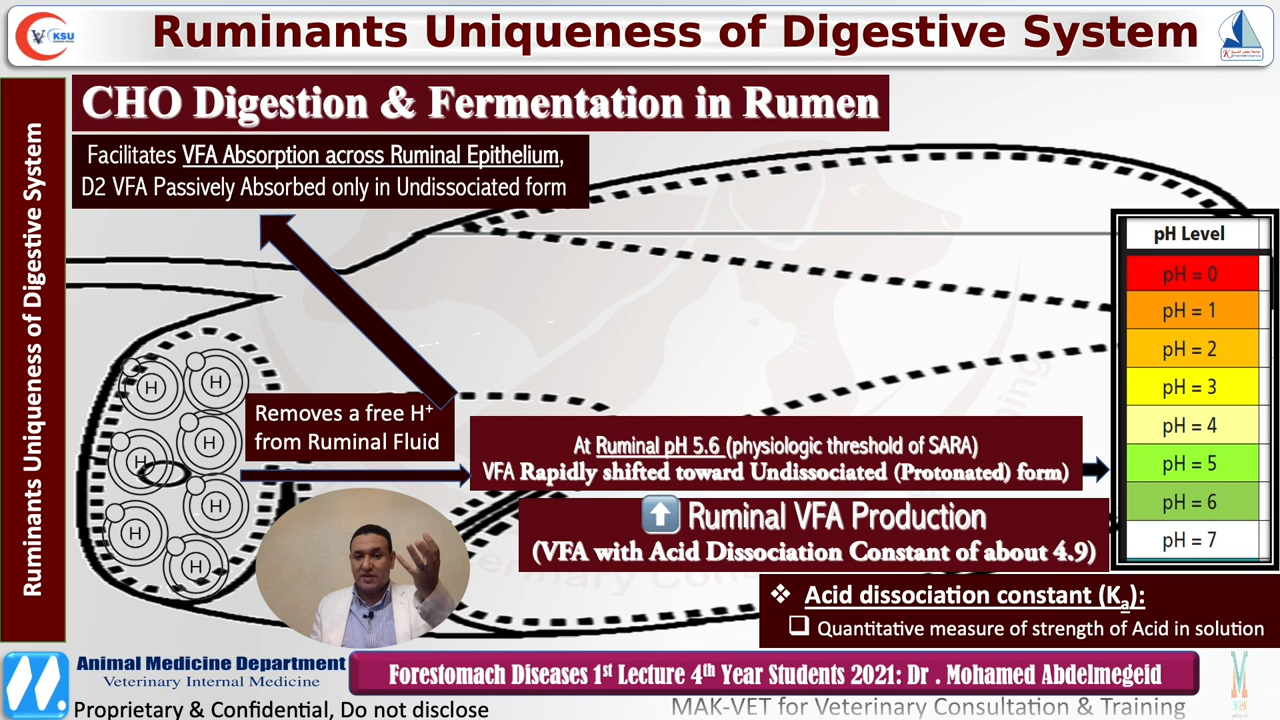 KSU
Ruminants Uniqueness of Digestive System
Ruminants Uniqueness of Digestive System
CHO Digestion & Fermentation in Rumen
Facilitates VFA Absorption across Ruminal Epithelium,
D2 VFA Passively Absorbed only in Undissociated form
pH Level
pH = 0
pH = 1
pH = 2
pH = 3
pH = 4
pH = 5
pH = 6
pH = 7
H
H
H
H
H
H
H
Removes a free H⁺
from Ruminal Fluid
At Ruminal pH 5.6 (physiologic threshold of SARA)
VFA Rapidly shifted toward Undissociated (Protonated) form)
Ruminal VFA Production
(VFA with Acid Dissociation Constant of about 4.9)
❖ Acid dissociation constant (Ka):
❑ Quantitative measure of strength of Acid in solution
Animal Medicine Department
Veterinary Internal Medicine
Forestomach Diseases 1st Lecture 4th Year Students 2021: Dr . Mohamed Abdelmegeid
Proprietary & Confidential, Do not disclose
MAK-VET for Veterinary Consultation & Training